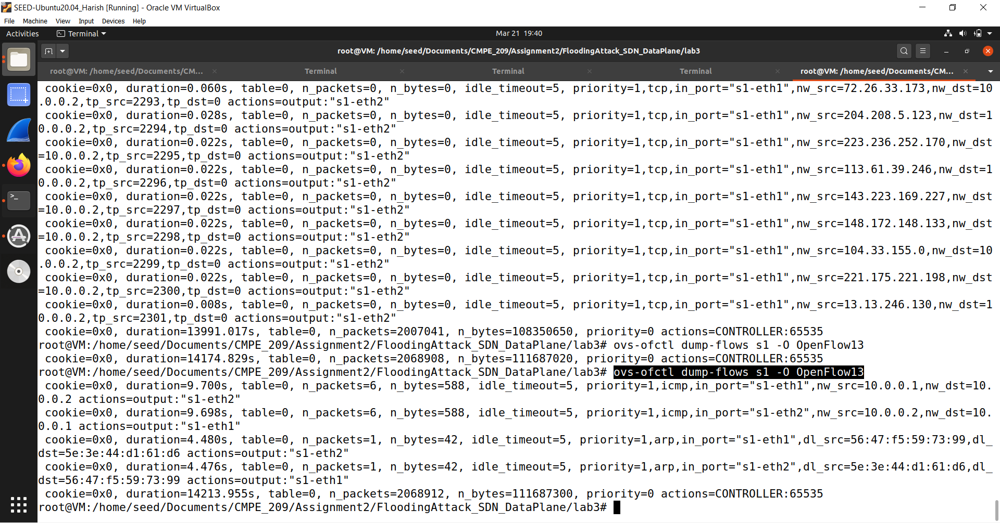 SEED-Ubuntu20.04_Harish [Running] - Oracle VM VirtualBox
File Machine View Input Devices Help
Activities Terminal Mar 21 19:40
root@VM: /home/seed/Documents/CMPE_209/Assignment2/FloodingAttack_SDN_DataPlane/lab3
root@VM: /home/seed/Documents/CM... Terminal Terminal Terminal root@VM: /home/seed/Documents/CM...
cookie=0x0, duration=0.060s, table=0, n_packets=0, n_bytes=0, idle_timeout=5, priority=1,tcp,in_port="s1-eth1",nw_src=72.26.33.173,nw_dst=10
.0.0.2,tp_src=2293,tp_dst=0 actions=output:"s1-eth2"
cookie=0x0, duration=0.028s, table=0, n_packets=0, n_bytes=0, idle_timeout=5, priority=1,tcp,in_port="s1-eth1",nw_src=204.208.5.123,nw_dst=1
0.0.0.2,tp_src=2294,tp_dst=0 actions=output:"s1-eth2"
cookie=0x0, duration=0.022s, table=0, n_packets=0, n_bytes=0, idle_timeout=5, priority=1,tcp,in_port="s1-eth1",nw_src=223.236.252.170,nw_dst
=10.0.0.2,tp_src=2295,tp_dst=0 actions=output:"s1-eth2"
cookie=0x0, duration=0.022s, table=0, n_packets=0, n_bytes=0, idle_timeout=5, priority=1,tcp,in_port="s1-eth1",nw_src=113.61.39.246,nw_dst=1
0.0.0.2,tp_src=2296,tp_dst=0 actions=output:"s1-eth2"
cookie=0x0, duration=0.022s, table=0, n_packets=0, n_bytes=0, idle_timeout=5, priority=1,tcp,in_port="s1-eth1",nw_src=143.223.169.227,nw_dst
=10.0.0.2,tp_src=2297,tp_dst=0 actions=output:"s1-eth2"
cookie=0x0, duration=0.022s, table=0, n_packets=0, n_bytes=0, idle_timeout=5, priority=1,tcp,in_port="s1-eth1",nw_src=148.172.148.133,nw_dst
=10.0.0.2,tp_src=2298,tp_dst=0 actions=output:"s1-eth2"
cookie=0x0, duration=0.022s, table=0, n_packets=0, n_bytes=0, idle_timeout=5, priority=1,tcp,in_port="s1-eth1",nw_src=104.33.155.0,nw_dst=10
.0.0.2,tp_src=2299,tp_dst=0 actions=output:"s1-eth2"
cookie=0x0, duration=0.022s, table=0, n_packets=0, n_bytes=0, idle_timeout=5, priority=1,tcp,in_port="s1-eth1",nw_src=221.175.221.198,nw_dst
=10.0.0.2,tp_src=2300,tp_dst=0 actions=output:"s1-eth2"
cookie=0x0, duration=0.008s, table=0, n_packets=0, n_bytes=0, idle_timeout=5, priority=1,tcp,in_port="s1-eth1",nw_src=13.13.246.130,nw_dst=1
0.0.0.2,tp_src=2301,tp_dst=0 actions=output:"s1-eth2"
cookie=0x0, duration=13991.017s, table=0, n_packets=2007041, n_bytes=108350650, priority=0 actions=CONTROLLER:65535
root@VM:/home/seed/Documents/CMPE_209/Assignment2/FloodingAttack_SDN_DataPlane/lab3# ovs-ofctl dump-flows s1 -O OpenFlow13
cookie=0x0, duration=14174.829s, table=0, n_packets=2068908, n_bytes=111687020, priority=0 actions=CONTROLLER:65535
root@VM:/home/seed/Documents/CMPE_209/Assignment2/FloodingAttack_SDN_DataPlane/lab3# ovs-ofctl dump-flows s1 -O OpenFlow13
cookie=0x0, duration=9.700s, table=0, n_packets=6, n_bytes=588, idle_timeout=5, priority=1,icmp,in_port="s1-eth1",nw_src=10.0.0.1,nw_dst=10.
0.0.2 actions=output:"s1-eth2"
cookie=0x0, duration=9.698s, table=0, n_packets=6, n_bytes=588, idle_timeout=5, priority=1,icmp,in_port="s1-eth2",nw_src=10.0.0.2,nw_dst=10.
0.0.1 actions=output:"s1-eth1"
cookie=0x0, duration=4.480s, table=0, n_packets=1, n_bytes=42, idle_timeout=5, priority=1,arp,in_port="s1-eth1",dl_src=56:47:f5:59:73:99,dl_
dst=5e:3e:44:d1:61:d6 actions=output:"s1-eth2"
cookie=0x0, duration=4.476s, table=0, n_packets=1, n_bytes=42, idle_timeout=5, priority=1,arp,in_port="s1-eth2",dl_src=5e:3e:44:d1:61:d6,dl_
dst=56:47:f5:59:73:99 actions=output:"s1-eth1"
cookie=0x0, duration=14213.955s, table=0, n_packets=2068912, n_bytes=111687300, priority=0 actions=CONTROLLER:65535
root@VM:/home/seed/Documents/CMPE_209/Assignment2/FloodingAttack_SDN_DataPlane/lab3#